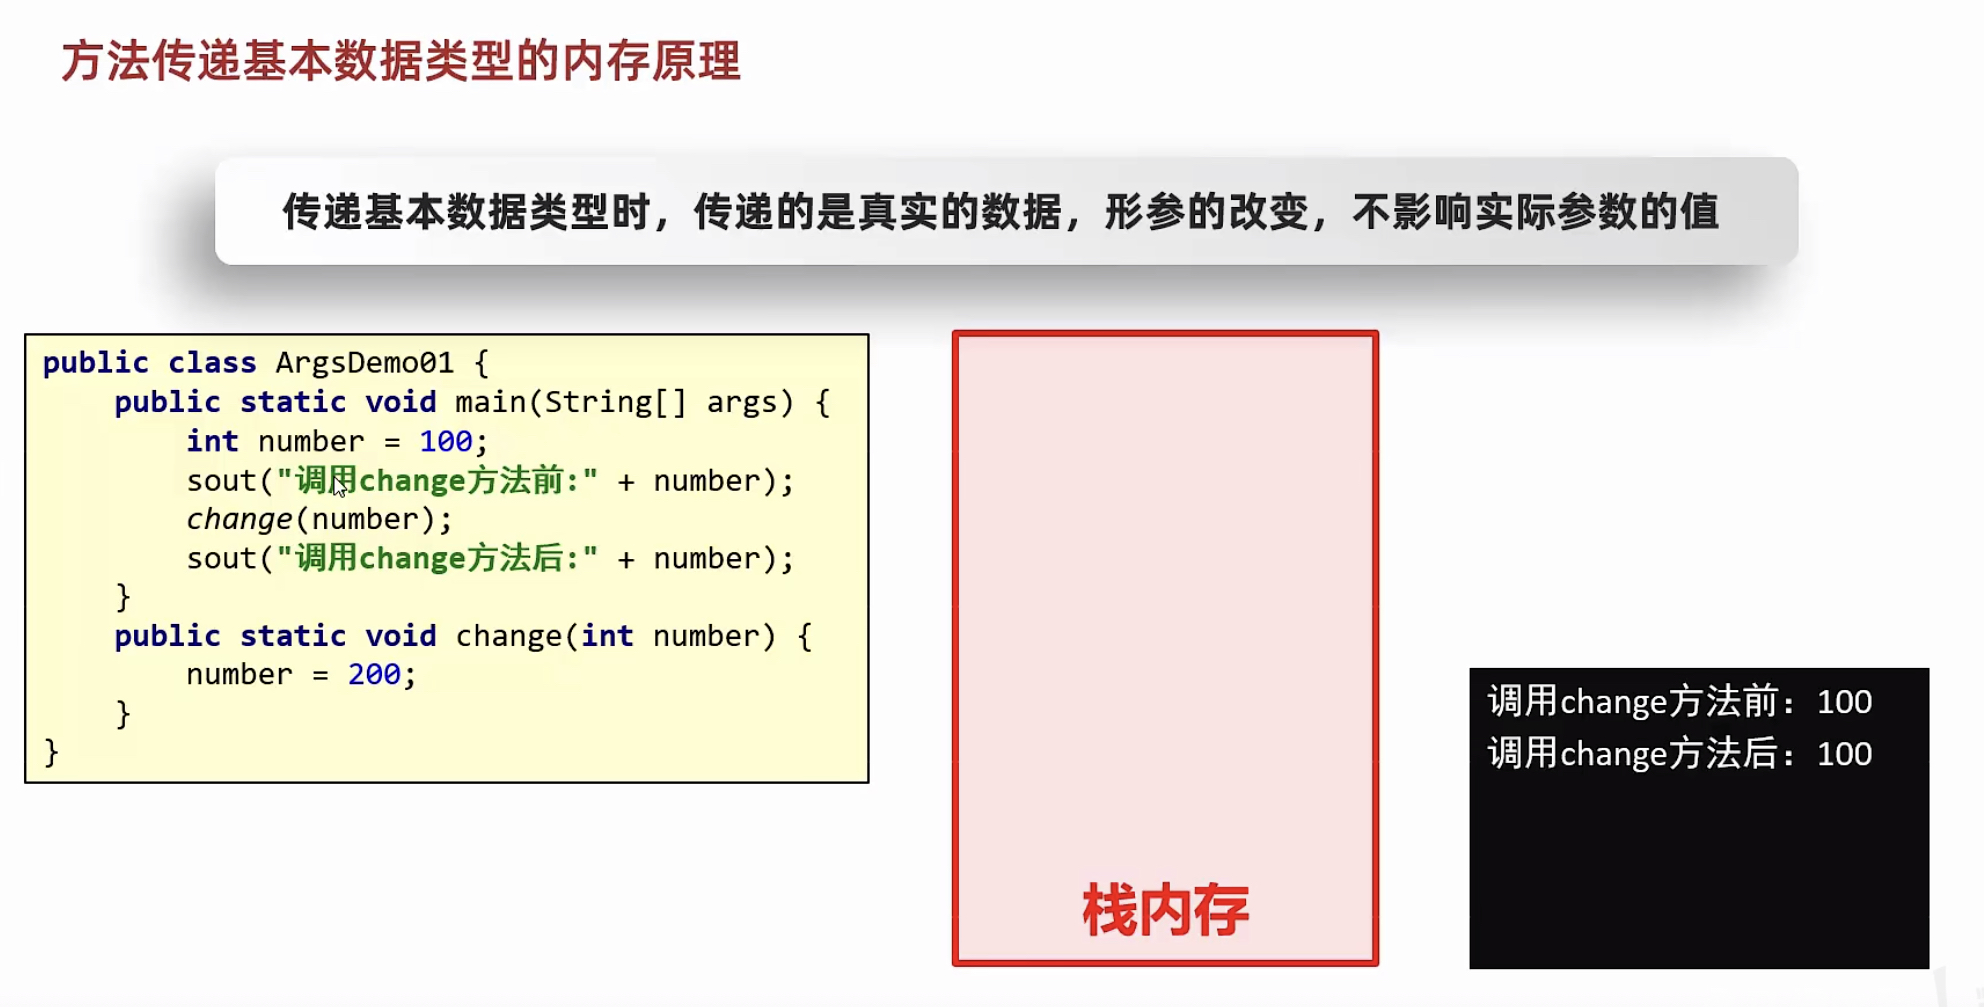 方法传递基本数据类型的内存原理
传递基本数据类型时，传递的是真实的数据，形参的改变，不影响实际参数的值
public class ArgsDemo01 {
    public static void main(String[] args) {
        int number = 100;
        sout("调用change方法前:" + number);
        change(number);
        sout("调用change方法后:" + number);
    }
    public static void change(int number) {
        number = 200;
    }
}
栈内存
调用change方法前：100
调用change方法后：100